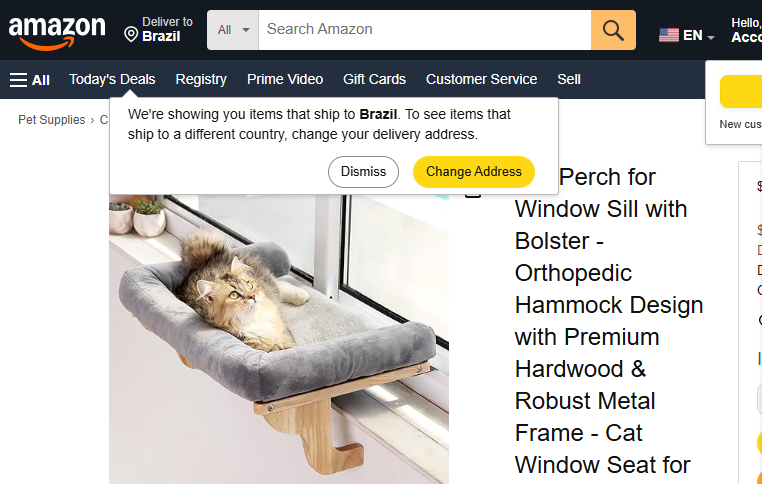 amazon
Deliver to
Brazil
All
Search Amazon
EN
Hello,
All
Today's Deals
Registry
Prime Video
Gift Cards
Customer Service
Sell
We're showing you items that ship to Brazil. To see items that
ship to a different country, change your delivery address.
Dismiss
Change Address
New
Pet Supplies ›
Perch for
Window Sill with
Bolster -
Orthopedic
Hammock Design
with Premium
Hardwood &
Robust Metal
Frame - Cat
Window Seat for